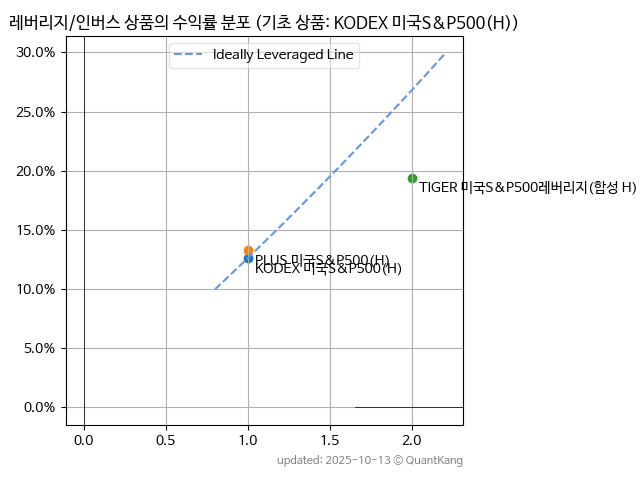 레버리지/인버스 상품의 수익률 분포 (기초 상품: KODEX 미국S&P500(H))
Ideally Leveraged Line
30.0%
25.0%
20.0%
15.0%
10.0%
5.0%
0.0%
TIGER 미국S&P500레버리지(합성 H)
PLUS 미국S&P500(H)
KODEX 미국S&P500(H)
0.0 0.5 1.0 1.5 2.0
updated: 2025-10-13 © QuantKang